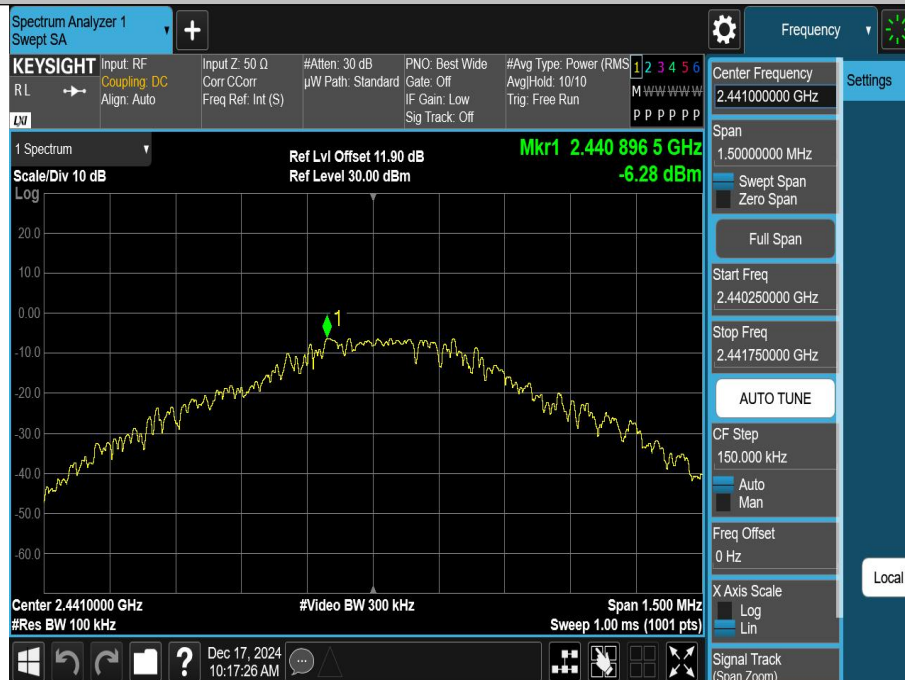 Spectrum Analyzer 1
Swept SA
Frequency
KEYSIGHT
RL
LXI
Input: RF
Coupling: DC
Align: Auto
Input Z: 50 Ω
Corr CCorr
Freq Ref: Int (S)
#Atten: 30 dB
µW Path: Standard
PNO: Best Wide
Gate: Off
IF Gain: Low
Sig Track: Off
#Avg Type: Power (RMS
Avg|Hold: 10/10
Trig: Free Run
1 2 3 4 5 6
M W W W W W
P P P P P P
1 Spectrum
Scale/Div 10 dB
Log
Ref Lvl Offset 11.90 dB
Ref Level 30.00 dBm
Mkr1 2.440 896 5 GHz
-6.28 dBm
20.0
10.0
0.00
-10.0
-20.0
-30.0
-40.0
-50.0
-60.0
1
Center 2.4410000 GHz
#Res BW 100 kHz
#Video BW 300 kHz
Span 1.500 MHz
Sweep 1.00 ms (1001 pts)
Center Frequency
2.441000000 GHz
Span
1.50000000 MHz
Swept Span
Zero Span
Full Span
Start Freq
2.440250000 GHz
Stop Freq
2.441750000 GHz
AUTO TUNE
CF Step
150.000 kHz
Auto
Man
Freq Offset
0 Hz
X Axis Scale
Log
Lin
Signal Track
(Span Zoom)
Settings
Local
?
Dec 17, 2024
10:17:26 AM